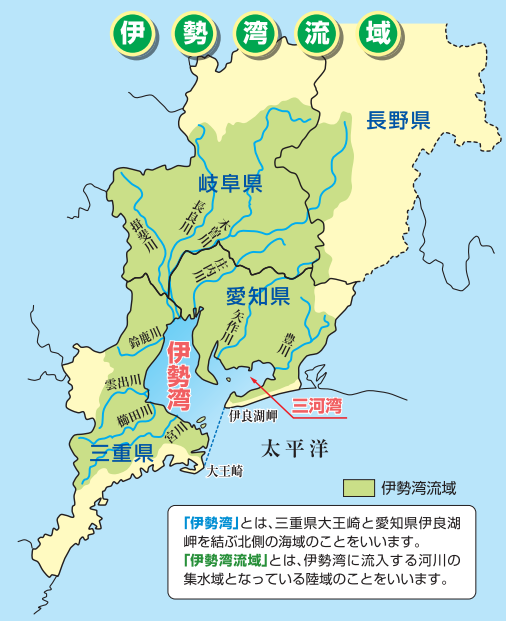 伊勢湾流域
長野県
岐阜県
揖斐川
長良川
木曽川
庄内川
愛知県
矢作川
豊川
鈴鹿川
伊勢湾
雲出川
櫛田川
宮川
三重県
三河湾
伊良湖岬
太平洋
大王崎
伊勢湾流域
「伊勢湾」とは、三重県大王崎と愛知県伊良湖
岬を結ぶ北側の海域のことをいいます。
「伊勢湾流域」とは、伊勢湾に流入する河川の
集水域となっている陸域のことをいいます。